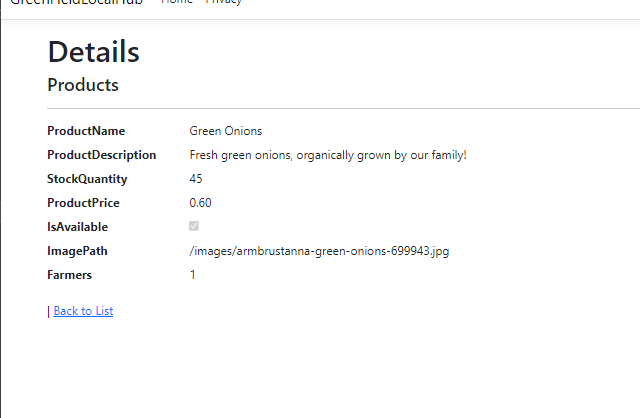 GreenFieldLocalHub Home Privacy
Details
Products
ProductName Green Onions
ProductDescription Fresh green onions, organically grown by our family!
StockQuantity 45
ProductPrice 0.60
IsAvailable
ImagePath /images/armbrustanna-green-onions-699943.jpg
Farmers 1
| Back to List